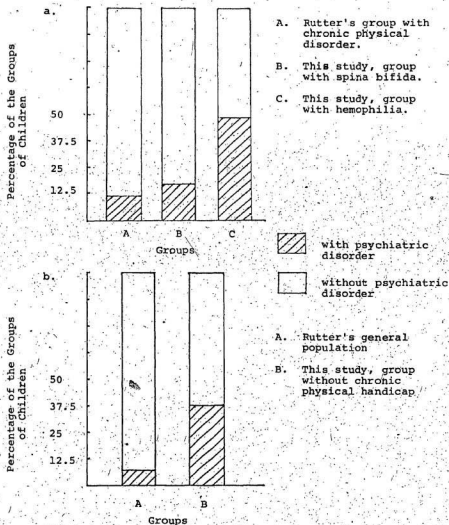 a.
Percentage of the Groups
of Children
50
37.5
25
12.5
A B C
Groups
A. Rutter's group with
chronic physical
disorder.
B. This study, group
with spina bifida.
C. This study, group
with hemophilia.
with psychiatric
disorder
without psychiatric
disorder
b.
Percentage of the Groups
of Children
50
37.5
25
12.5
A B
Groups
A. Rutter's general
population
B. This study, group
without chronic
physical handicap